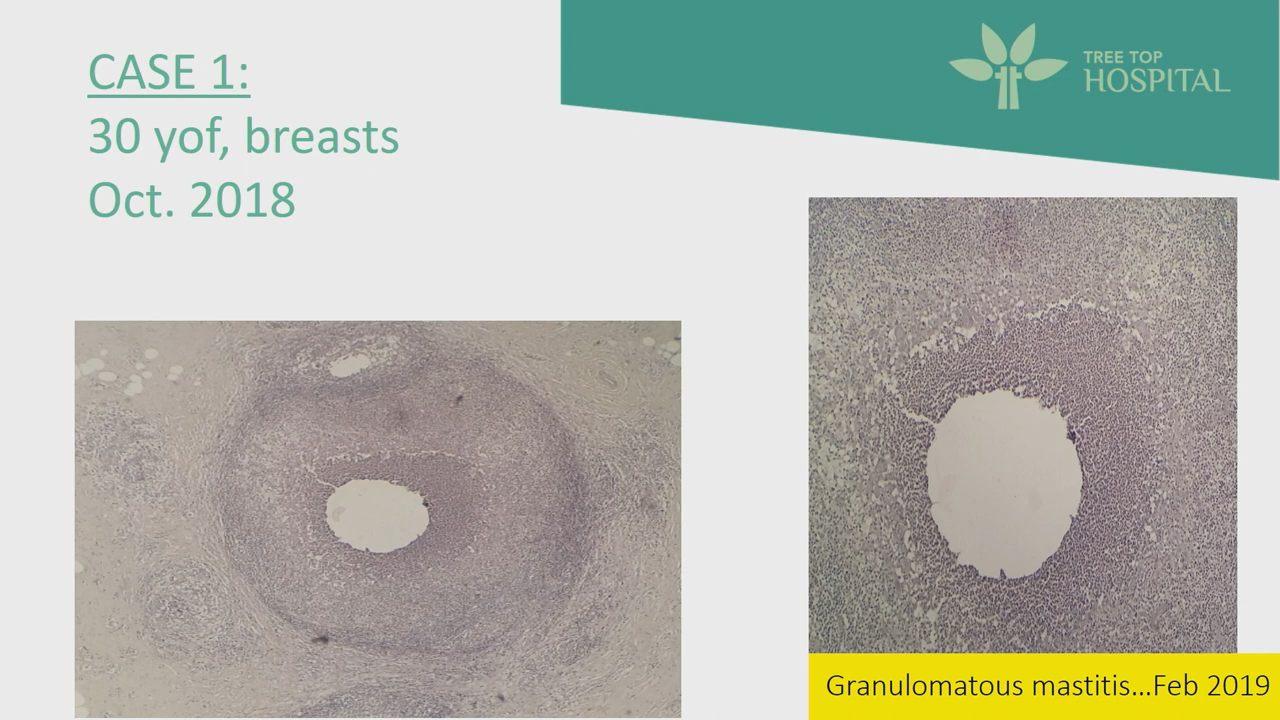 CASE 1:
30 yof, breasts
Oct. 2018
TREE TOP
HOSPITAL
Granulomatous mastitis...Feb 2019